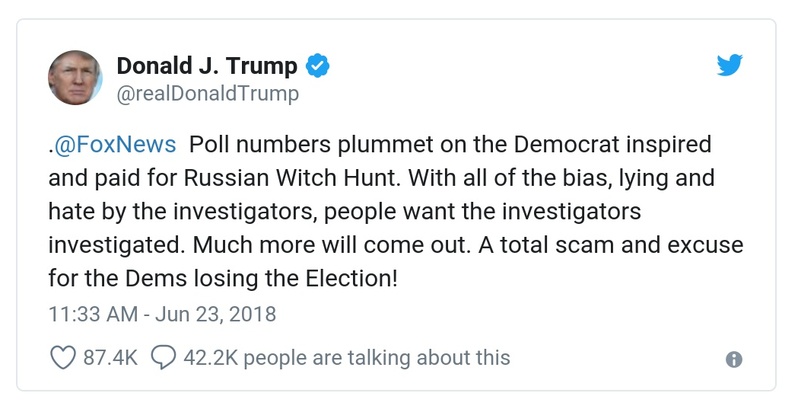 Donald J. Trump
@realDonaldTrump
.@FoxNews Poll numbers plummet on the Democrat inspired
and paid for Russian Witch Hunt. With all of the bias, lying and
hate by the investigators, people want the investigators
investigated. Much more will come out. A total scam and excuse
for the Dems losing the Election!
11:33 AM - Jun 23, 2018
87.4K 42.2K people are talking about this